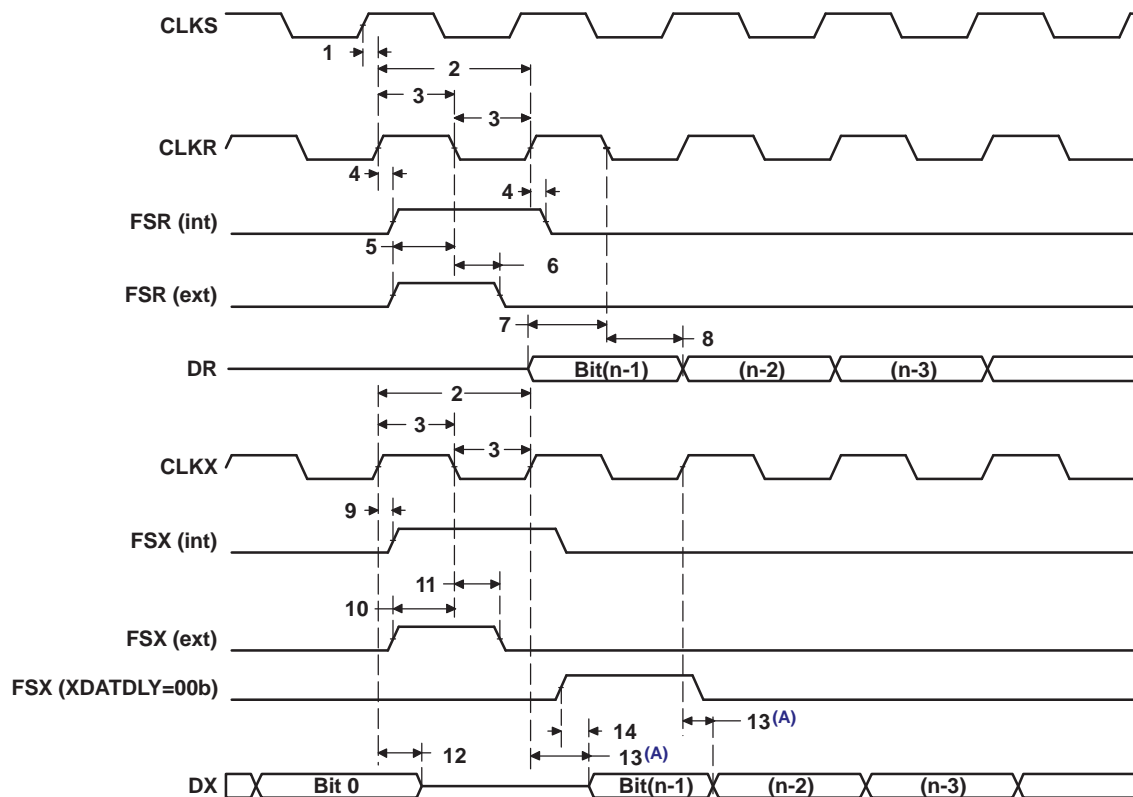 CLKS
1
2
3
3
CLKR
4
4
FSR (int)
5
6
FSR (ext)
7
8
DR
Bit(n-1)
(n-2)
(n-3)
2
3
3
CLKX
9
FSX (int)
11
10
FSX (ext)
FSX (XDATDLY=00b)
14
13(A)
12
13(A)
DX
Bit 0
Bit(n-1)
(n-2)
(n-3)